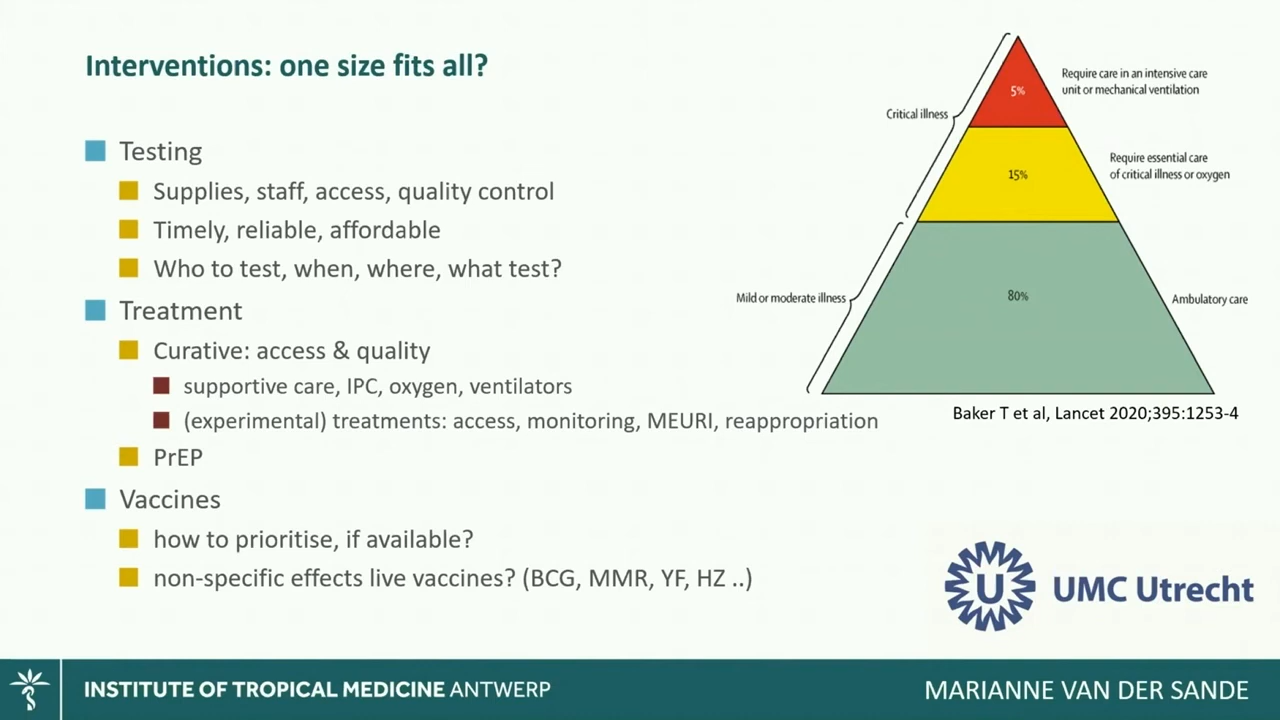 Interventions: one size fits all?
Testing
Supplies, staff, access, quality control
Timely, reliable, affordable
Who to test, when, where, what test?
Treatment
Curative: access & quality
supportive care, IPC, oxygen, ventilators
(experimental) treatments: access, monitoring, MEURI, reappropriation
PrEP
Vaccines
how to prioritise, if available?
non-specific effects live vaccines? (BCG, MMR, YF, HZ ..)
Critical illness
5%
Require care in an intensive care
unit or mechanical ventilation
15%
Require essential care
of critical illness or oxygen
Mild or moderate illness
80%
Ambulatory care
Baker T et al, Lancet 2020;395:1253-4
U
UMC Utrecht
INSTITUTE OF TROPICAL MEDICINE ANTWERP
MARIANNE VAN DER SANDE